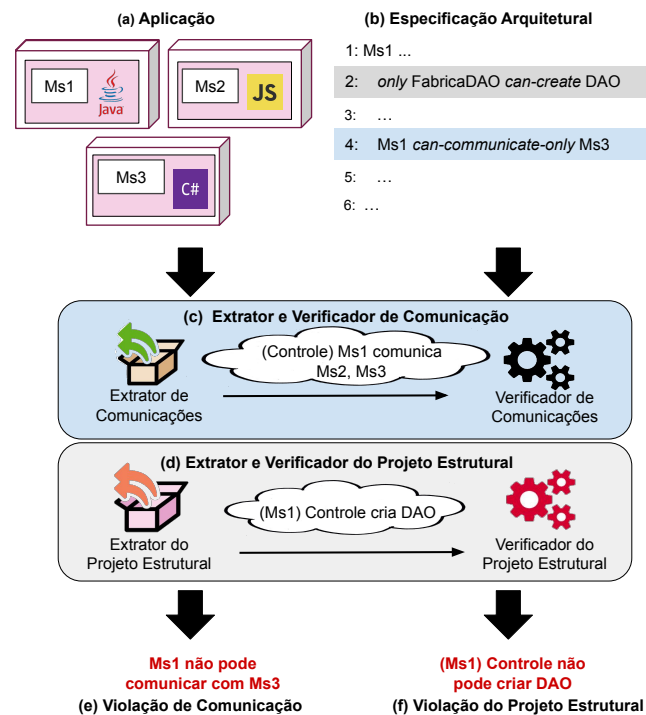 (a) Aplicação
Ms1
Java
Ms2
JS
Ms3
C#
(b) Especificação Arquitetural
1: Ms1 ...
2: only FabricaDAO can-create DAO
3: ...
4: Ms1 can-communicate-only Ms3
5: ...
6: ...
(c) Extrator e Verificador de Comunicação
(Controle) Ms1 comunica
Ms2, Ms3
Extrator de
Comunicações
Verificador de
Comunicações
(d) Extrator e Verificador do Projeto Estrutural
(Ms1) Controle cria DAO
Extrator do
Projeto Estrutural
Verificador do
Projeto Estrutural
Ms1 não pode
comunicar com Ms3
(e) Violação de Comunicação
(Ms1) Controle não
pode criar DAO
(f) Violação do Projeto Estrutural